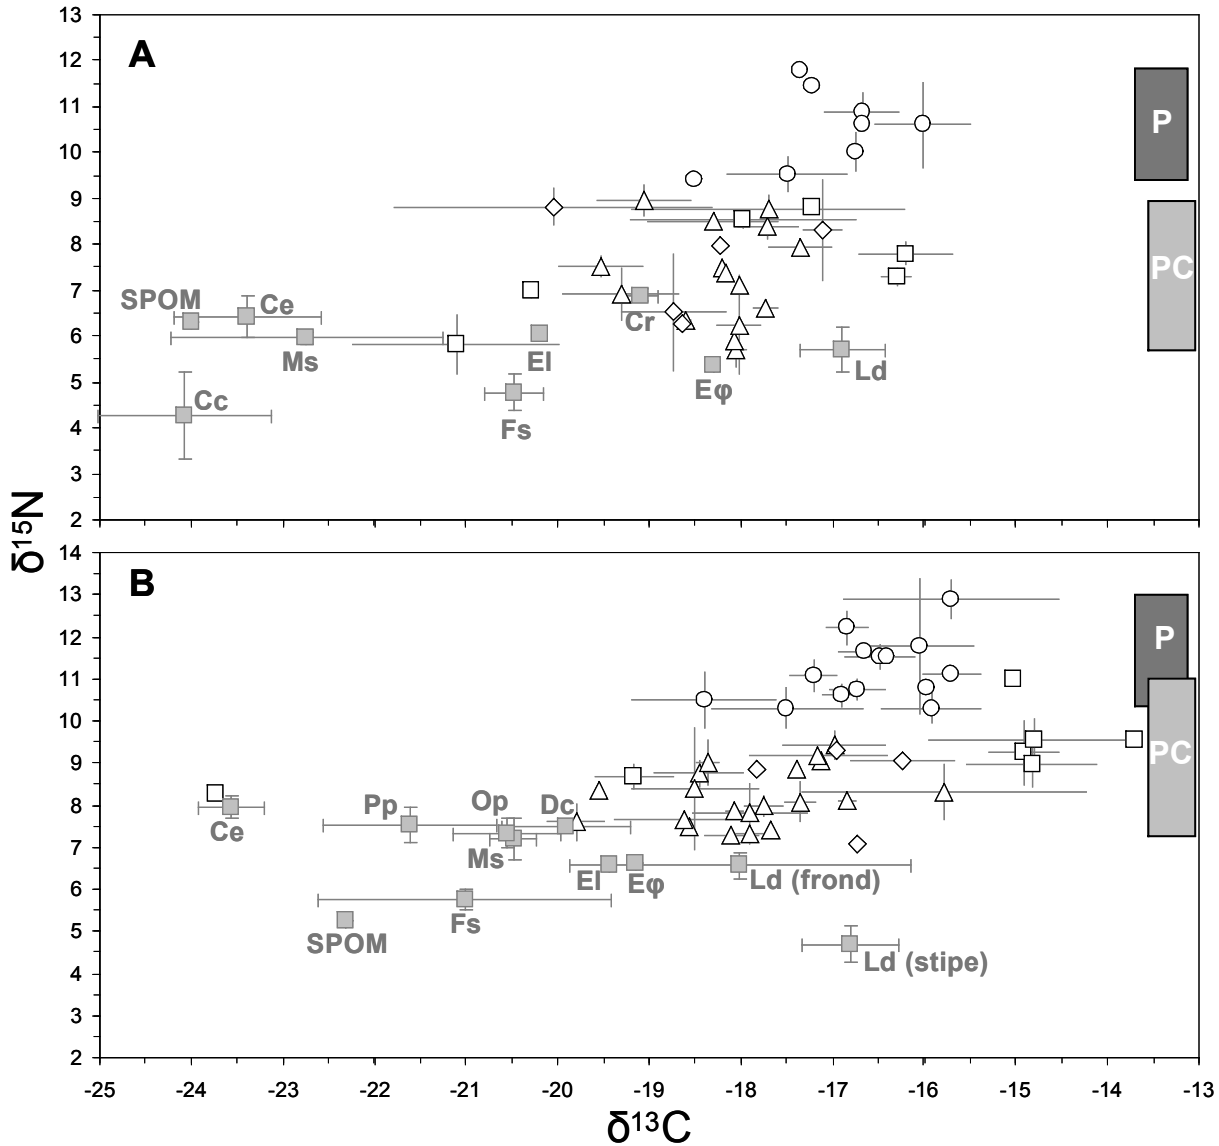 13
A
12
11
P
10
9
8
PC
7
SPOM
Ce
Cr
6
Ms
El
Ld
Eφ
5
Cc
Fs
4
3
2
δ¹⁵N
14
B
13
P
12
11
10
PC
9
8
Pp
Op
Dc
Ce
7
Ms
El
Eφ
Ld (frond)
6
Fs
SPOM
5
Ld (stipe)
4
3
2
-25 -24 -23 -22 -21 -20 -19 -18 -17 -16 -15 -14 -13
δ¹³C